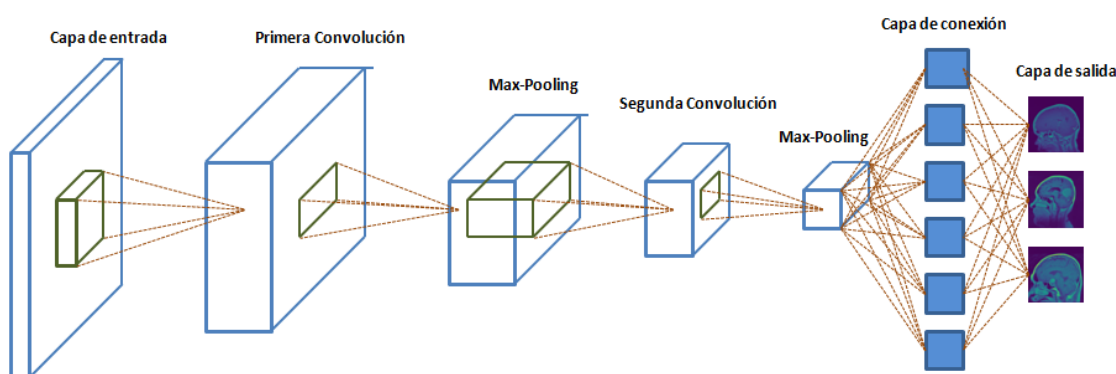 Capa de entrada
Primera Convolución
Max-Pooling
Segunda Convolución
Max-Pooling
Capa de conexión
Capa de salida